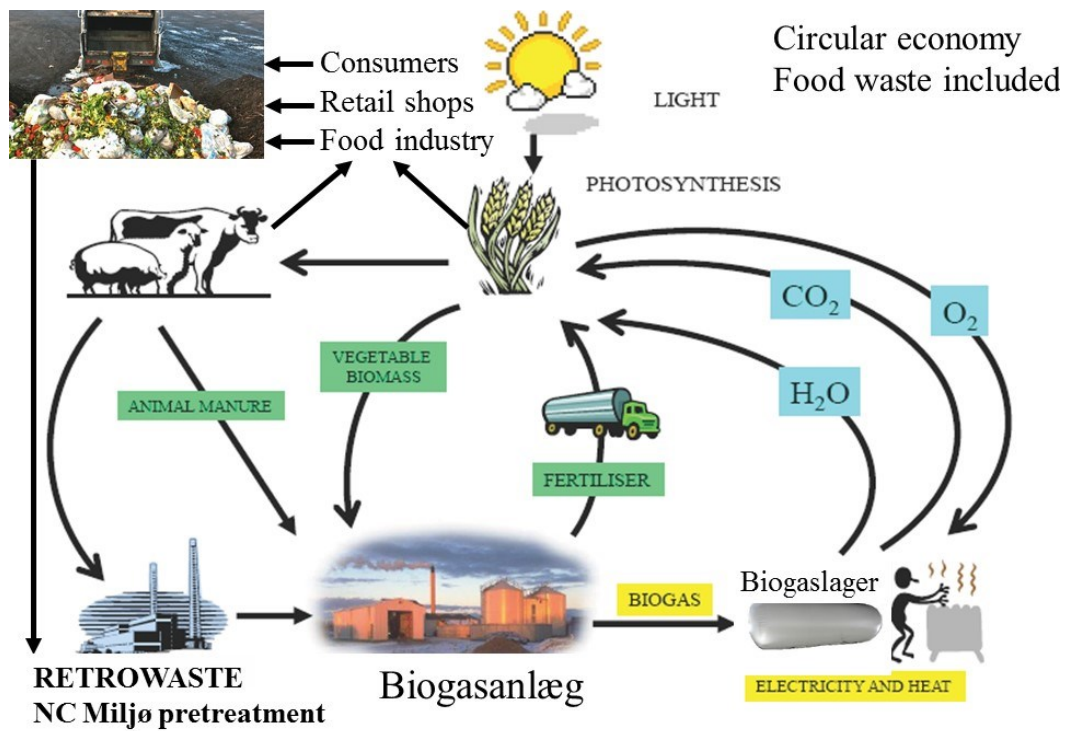 Circular economy
Food waste included
Consumers
Retail shops
Food industry
LIGHT
PHOTOSYNTHESIS
CO₂
O₂
H₂O
VEGETABLE
BIOMASS
ANIMAL MANURE
FERTILISER
BIOGAS
Biogaslager
ELECTRICITY AND HEAT
Biogasanlæg
RETROWASTE
NC Miljø pretreatment